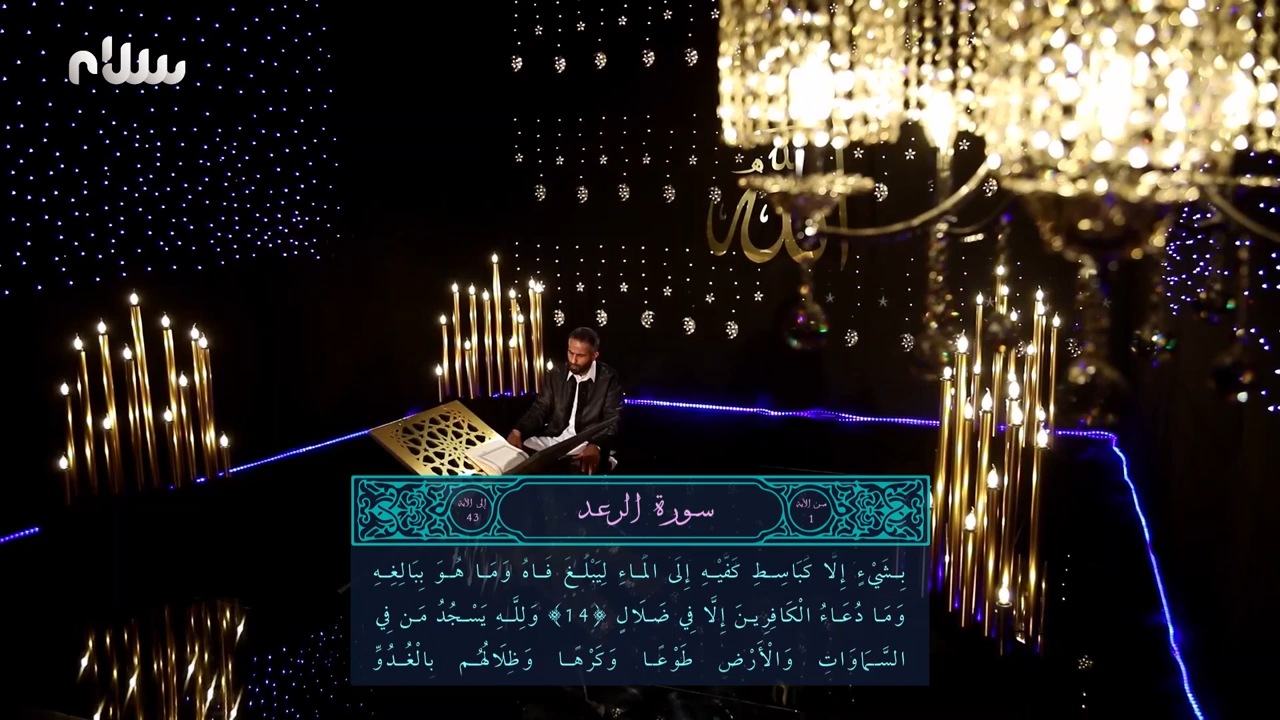 سلام
الله
سورة الرعد
من الآية
1
إلى الآية
43
بِشَيْءٍ إِلَّا كَبَاسِطِ كَفَّيْهِ إِلَى الْمَاءِ لِيَبْلُغَ فَاهُ وَمَا هُوَ بِبَالِغِهِ
وَمَا دُعَاءُ الْكَافِرِينَ إِلَّا فِي ضَلَالٍ ﴿14﴾ وَلِلَّهِ يَسْجُدُ مَن فِي
السَّمَاوَاتِ وَالْأَرْضِ طَوْعًا وَكَرْهًا وَظِلَالُهُم بِالْغُدُوِّ